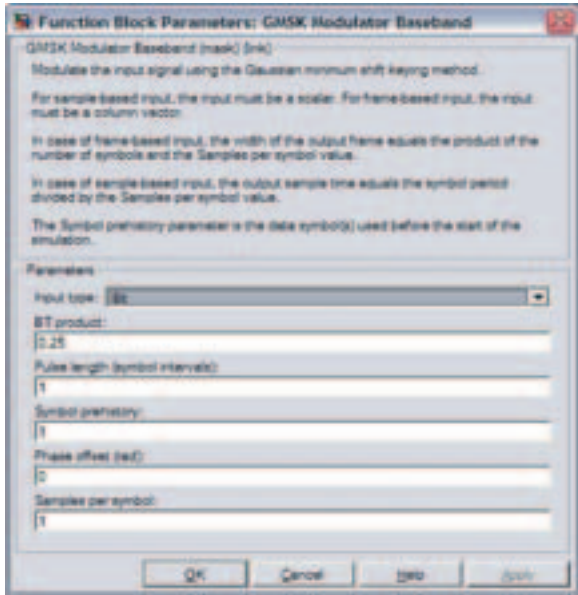 Function Block Parameters: GMSK Modulator Baseband
GMSK Modulator Baseband (mask) (link)
Modulate the input signal using the Gaussian minimum shift keying method.
For sample-based input, the input must be a scalar. For frame-based input, the input
must be a column vector.
In case of frame-based input, the width of the output frame equals the product of the
number of symbols and the Samples per symbol value.
In case of sample-based input, the output sample time equals the symbol period
divided by the Samples per symbol value.
The Symbol prehistory parameter is the data symbol(s) used before the start of the
simulation.
Parameters
Input type: Bit
BT product:
0.25
Pulse length (symbol intervals):
1
Symbol prehistory:
1
Phase offset (rad):
0
Samples per symbol:
1
OK Cancel Help Apply